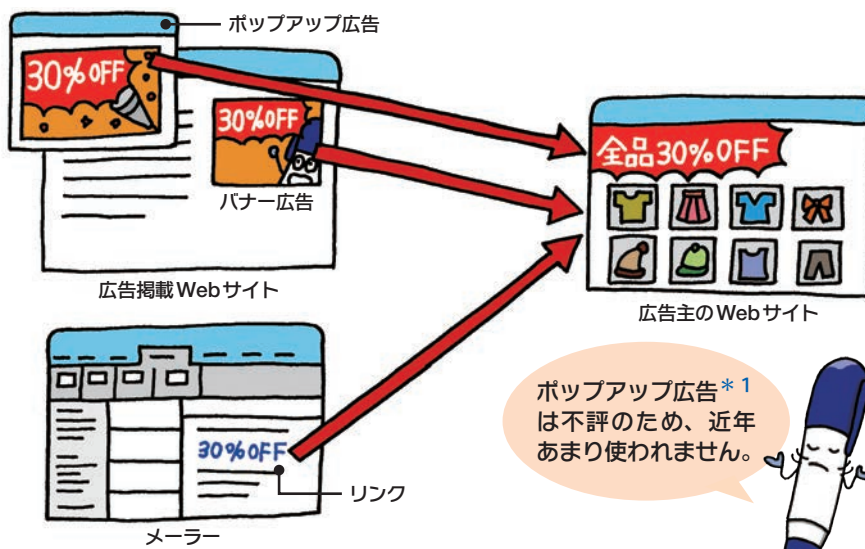 ポップアップ広告
30%OFF
30%OFF
バナー広告
広告掲載Webサイト
全品30%OFF
広告主のWebサイト
30%OFF
リンク
メーラー
ポップアップ広告*1
は不評のため、近年
あまり使われません。